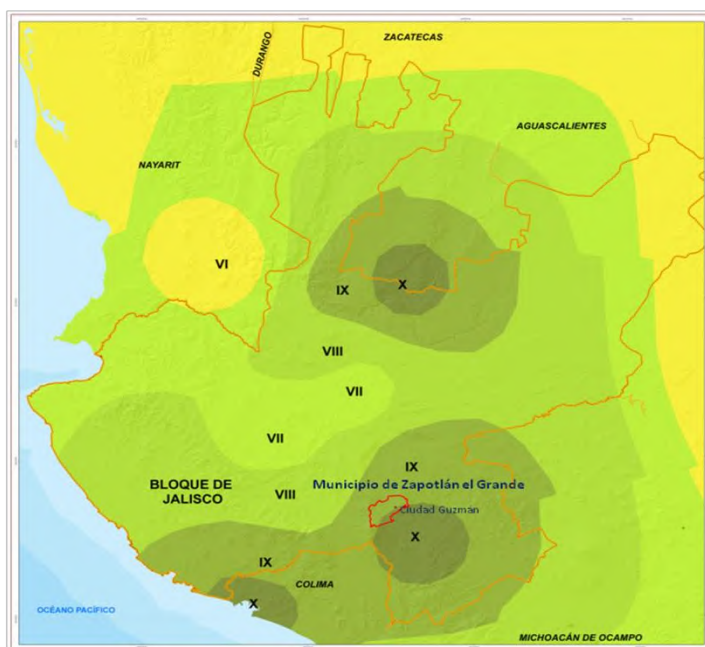 ZACATECAS
DURANGO
AGUASCALIENTES
NAYARIT
VI
IX
X
VIII
VII
VII
IX
BLOQUE DE
JALISCO
Municipio de Zapotlán el Grande
VIII
Ciudad Guzmán
X
IX
COLIMA
X
OCÉANO PACÍFICO
MICHOACÁN DE OCAMPO